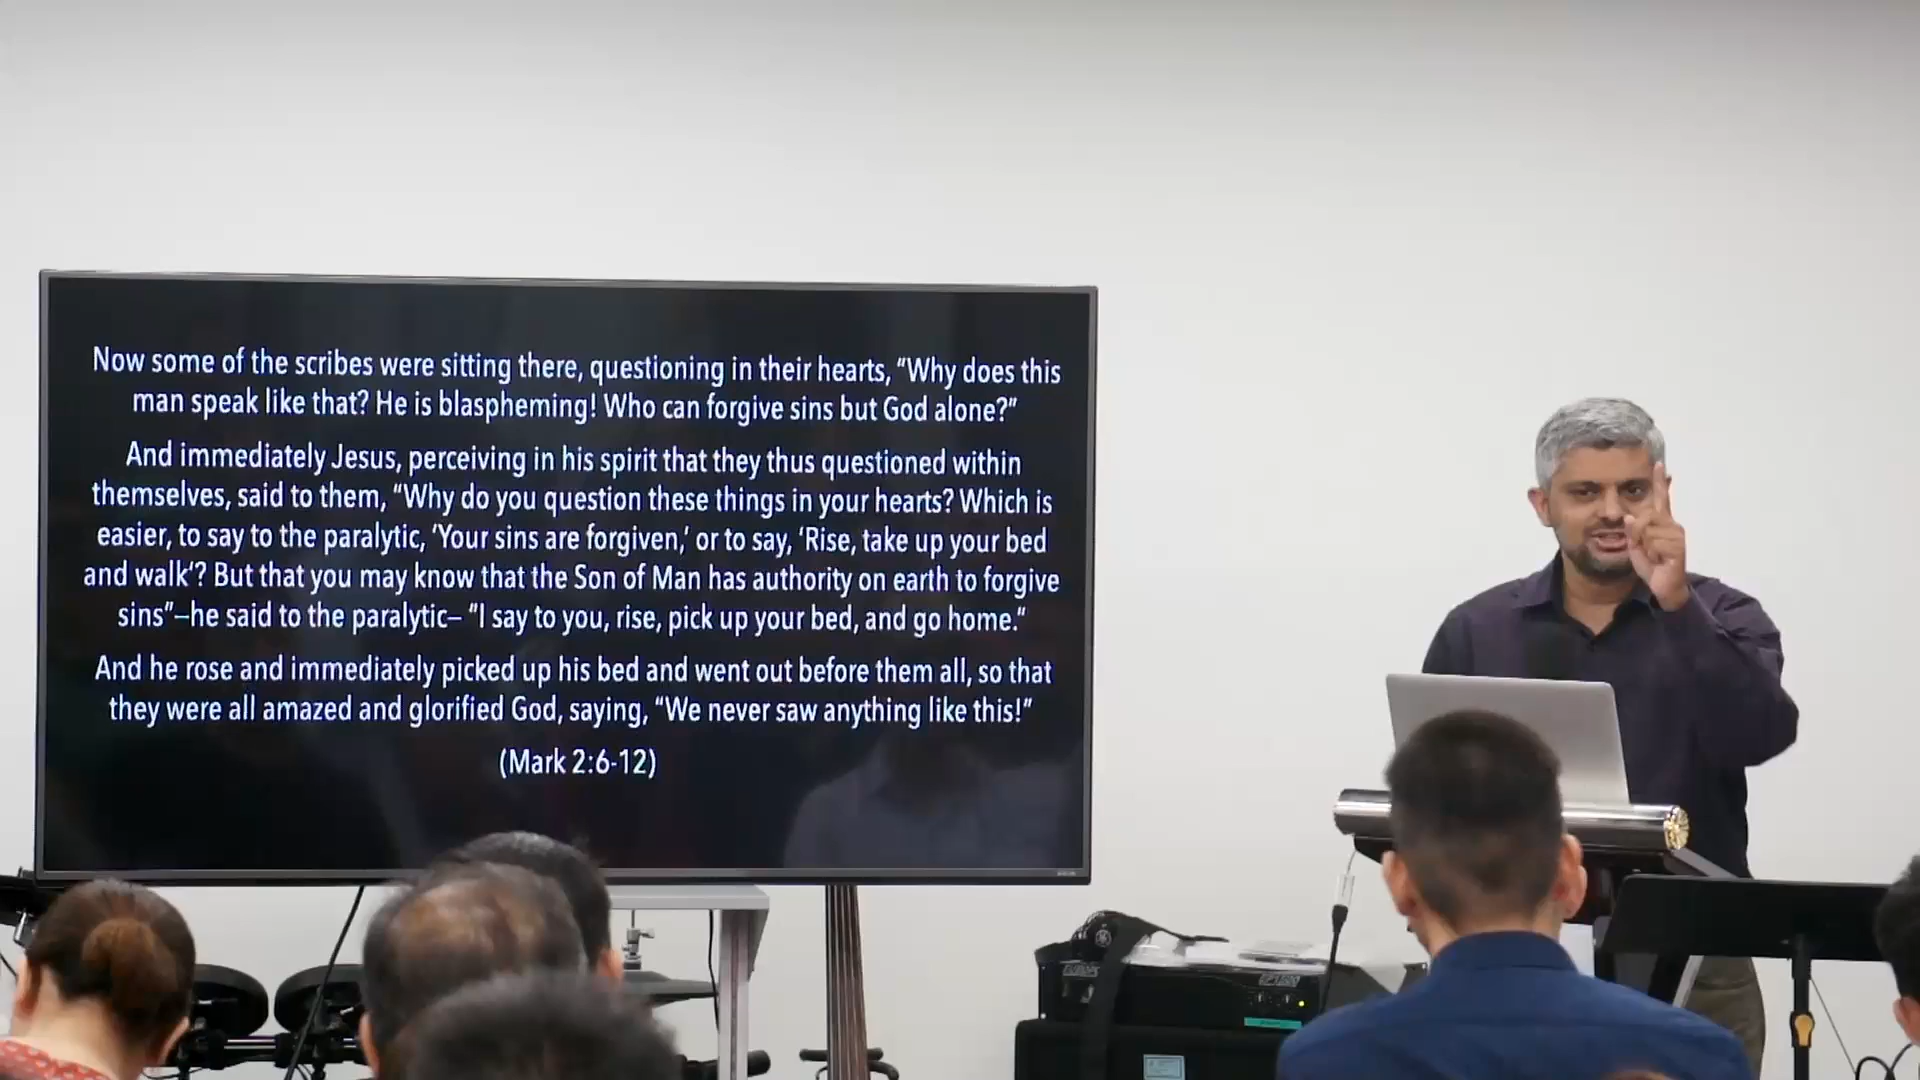 Now some of the scribes were sitting there, questioning in their hearts, “Why does this
man speak like that? He is blaspheming! Who can forgive sins but God alone?”
And immediately Jesus, perceiving in his spirit that they thus questioned within
themselves, said to them, “Why do you question these things in your hearts? Which is
easier, to say to the paralytic, ‘Your sins are forgiven,’ or to say, ‘Rise, take up your bed
and walk‘? But that you may know that the Son of Man has authority on earth to forgive
sins”—he said to the paralytic— “I say to you, rise, pick up your bed, and go home.“
And he rose and immediately picked up his bed and went out before them all, so that
they were all amazed and glorified God, saying, “We never saw anything like this!”
(Mark 2:6-12)
EUROPE